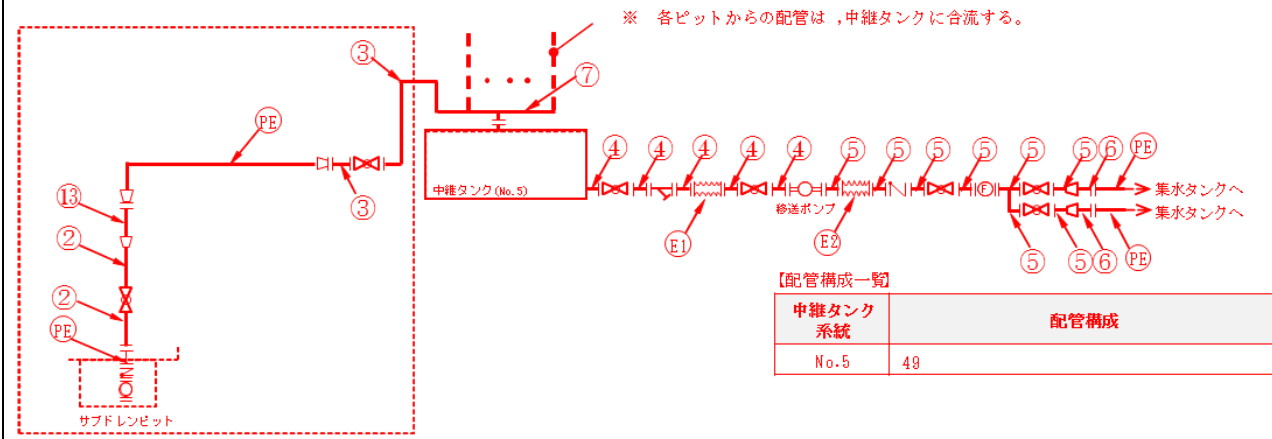 ※ 各ピットからの配管は ,中継タンクに合流する。
③
⑦
PE
③
⑬
②
②
PE
サブドレンピット
中継タンク(No.5)
④ ④ ④ ④ ④ ⑤ ⑤ ⑤ ⑤ ⑤ ⑤ ⑥ PE
F
移送ポンプ
集水タンクへ
集水タンクへ
E1
E2
⑤ ⑤ ⑥ PE
【配管構成一覧】
中継タンク
系統
配管構成
No.5 49